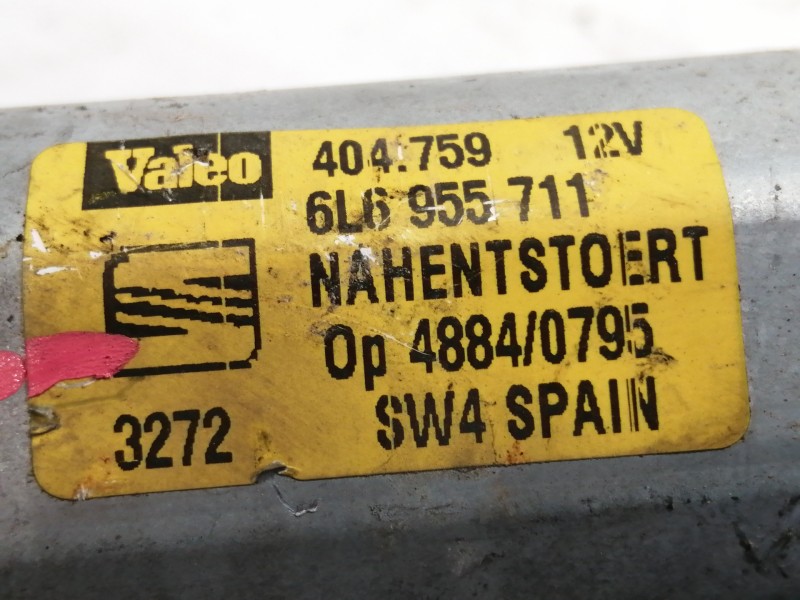 Valeo
404.759 12V
6L6 955 711
NAHENTSTOERT
Op 4884/0795
3272
SW4 SPAIN